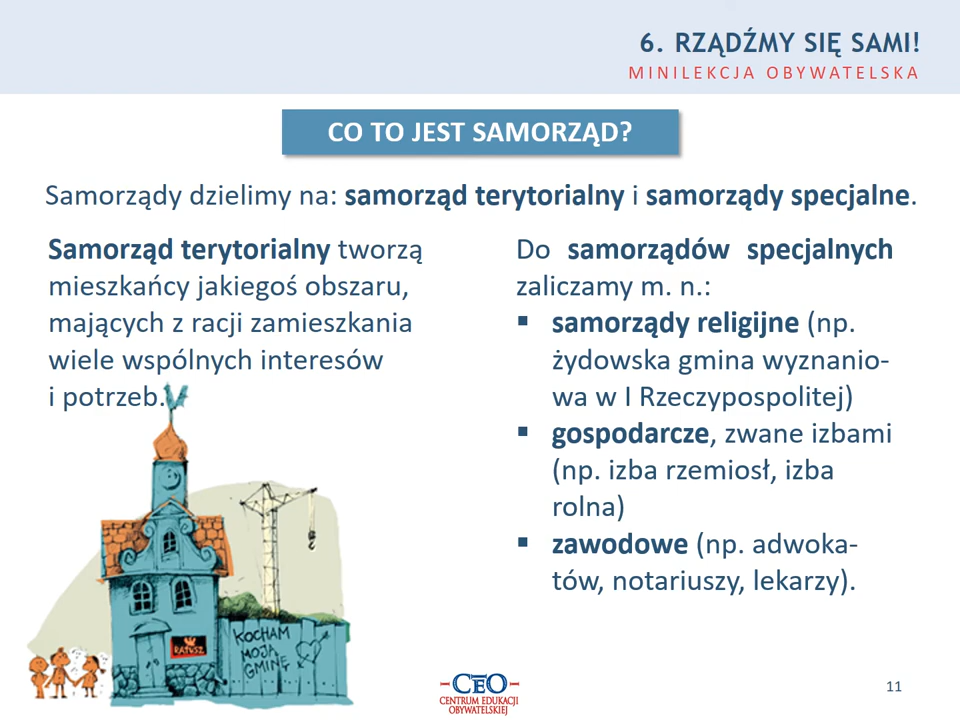 6. RZĄDŹMY SIĘ SAMI!
MINILEKCJA OBYWATELSKA
CO TO JEST SAMORZĄD?
Samorządy dzielimy na: samorząd terytorialny i samorządy specjalne.
Samorząd terytorialny tworzą
mieszkańcy jakiegoś obszaru,
mających z racji zamieszkania
wiele wspólnych interesów
i potrzeb.
Do samorządów specjalnych
zaliczamy m. n.:
▪ samorządy religijne (np.
żydowska gmina wyznanio-
wa w I Rzeczypospolitej)
▪ gospodarcze, zwane izbami
(np. izba rzemiosł, izba
rolna)
▪ zawodowe (np. adwoka-
tów, notariuszy, lekarzy).
RATUSZ
KOCHAM
MOJĄ
GMINĘ
CEO
CENTRUM EDUKACJI
OBYWATELSKIEJ
11